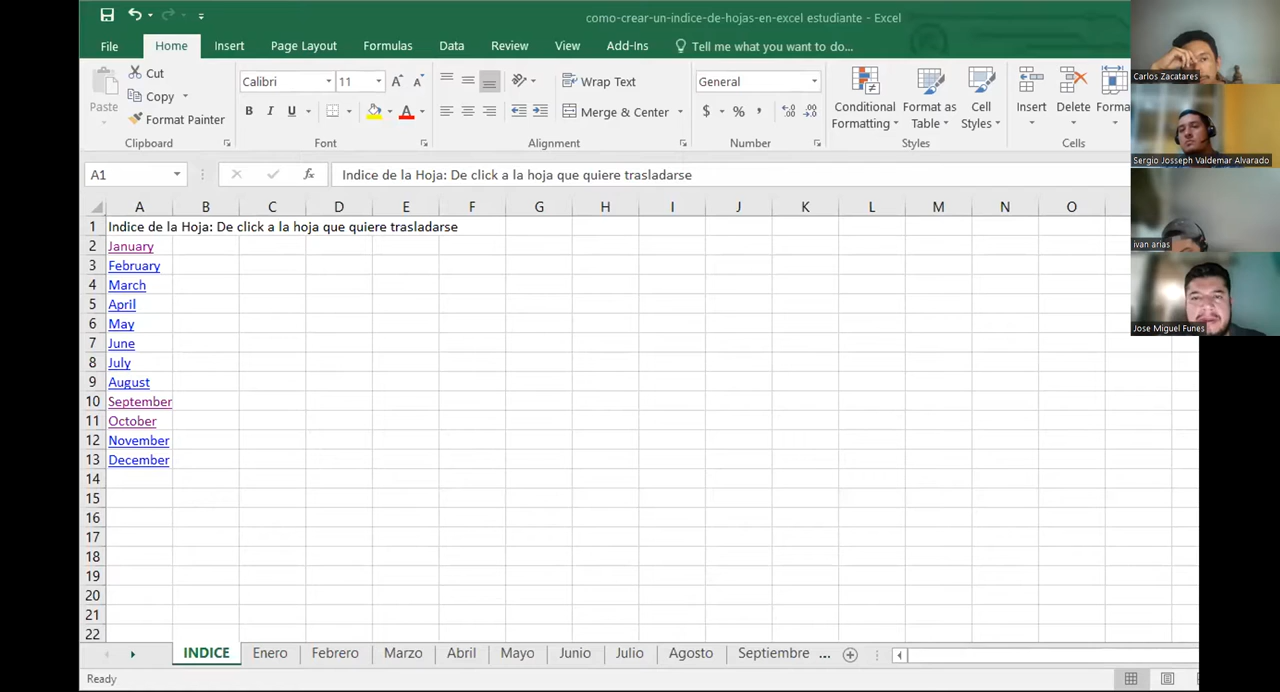 como-crear-un-indice-de-hojas-en-excel estudiante - Excel
File Home Insert Page Layout Formulas Data Review View Add-Ins Tell me what you want to do...
Paste
Cut
Copy
Format Painter
Clipboard
Calibri 11
B I U
Font
Wrap Text
Merge & Center
Alignment
General
$ % ,
Number
Conditional Formatting
Format as Table
Cell Styles
Styles
Insert Delete Forma
Cells
A1 fx Indice de la Hoja: De click a la hoja que quiere trasladarse
A B C D E F G H I J K L M N O
1 Indice de la Hoja: De click a la hoja que quiere trasladarse
2 January
3 February
4 March
5 April
6 May
7 June
8 July
9 August
10 September
11 October
12 November
13 December
14
15
16
17
18
19
20
21
22
INDICE Enero Febrero Marzo Abril Mayo Junio Julio Agosto Septiembre ...
Ready
Carlos Zacatares
Sergio Josseph Valdemar Alvarado
ivan arias
Jose Miguel Funes